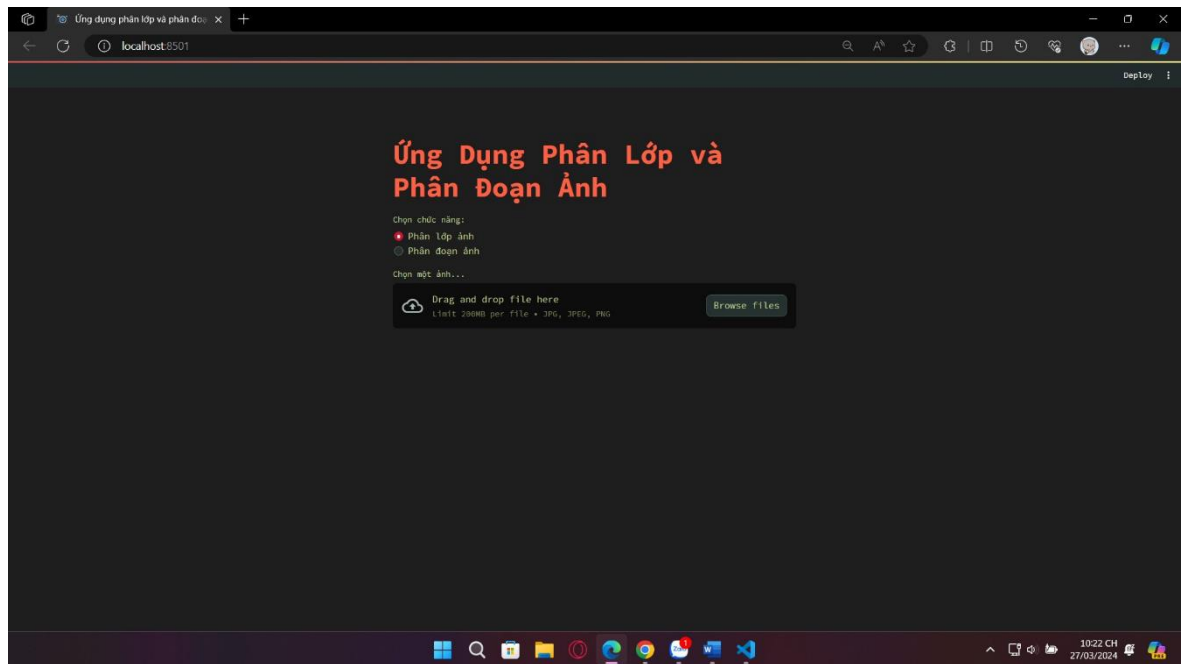 Ứng dụng phân lớp và phân đoạ
localhost:8501
Deploy
Ứng Dụng Phân Lớp và
Phân Đoạn Ảnh
Chọn chức năng:
Phân lớp ảnh
Phân đoạn ảnh
Chọn một ảnh...
Drag and drop file here
Limit 200MB per file • JPG, JPEG, PNG
Browse files
10:22 CH
27/03/2024